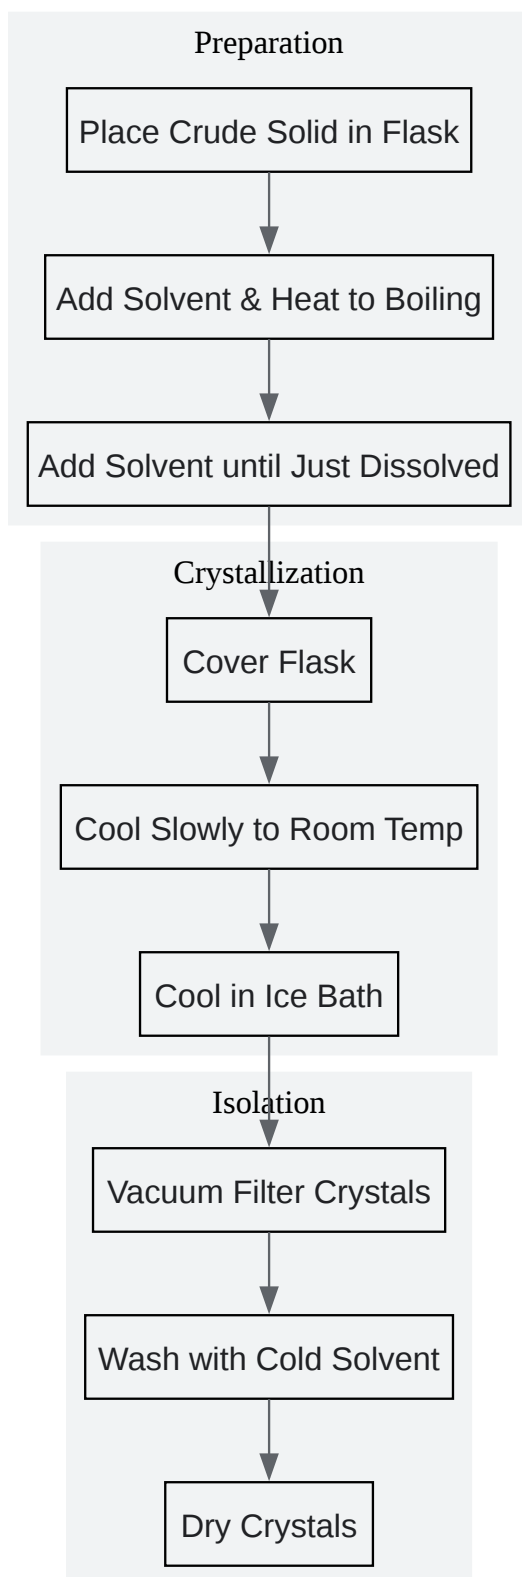 Preparation
Place Crude Solid in Flask
Add Solvent & Heat to Boiling
Add Solvent until Just Dissolved
Crystallization
Cover Flask
Cool Slowly to Room Temp
Cool in Ice Bath
Isolation
Vacuum Filter Crystals
Wash with Cold Solvent
Dry Crystals